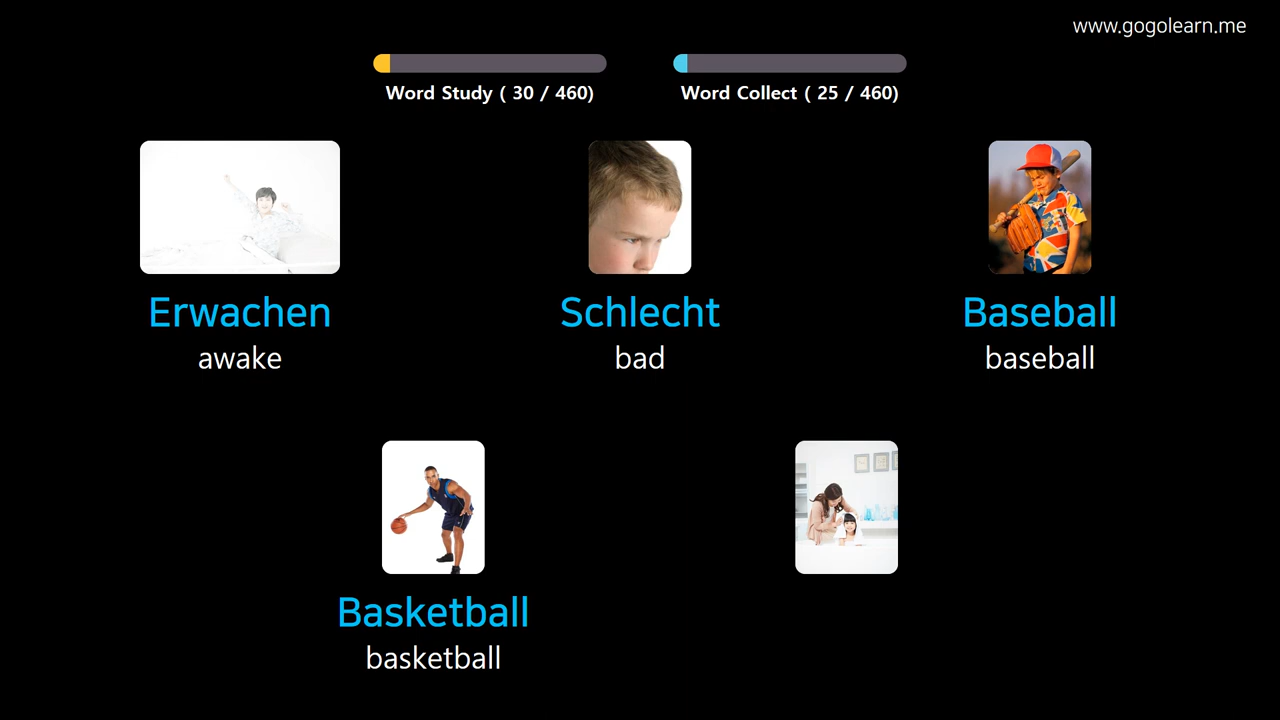 www.gogolearn.me
Word Study ( 30 / 460)
Word Collect ( 25 / 460)
Erwachen
awake
Schlecht
bad
Baseball
baseball
Basketball
basketball